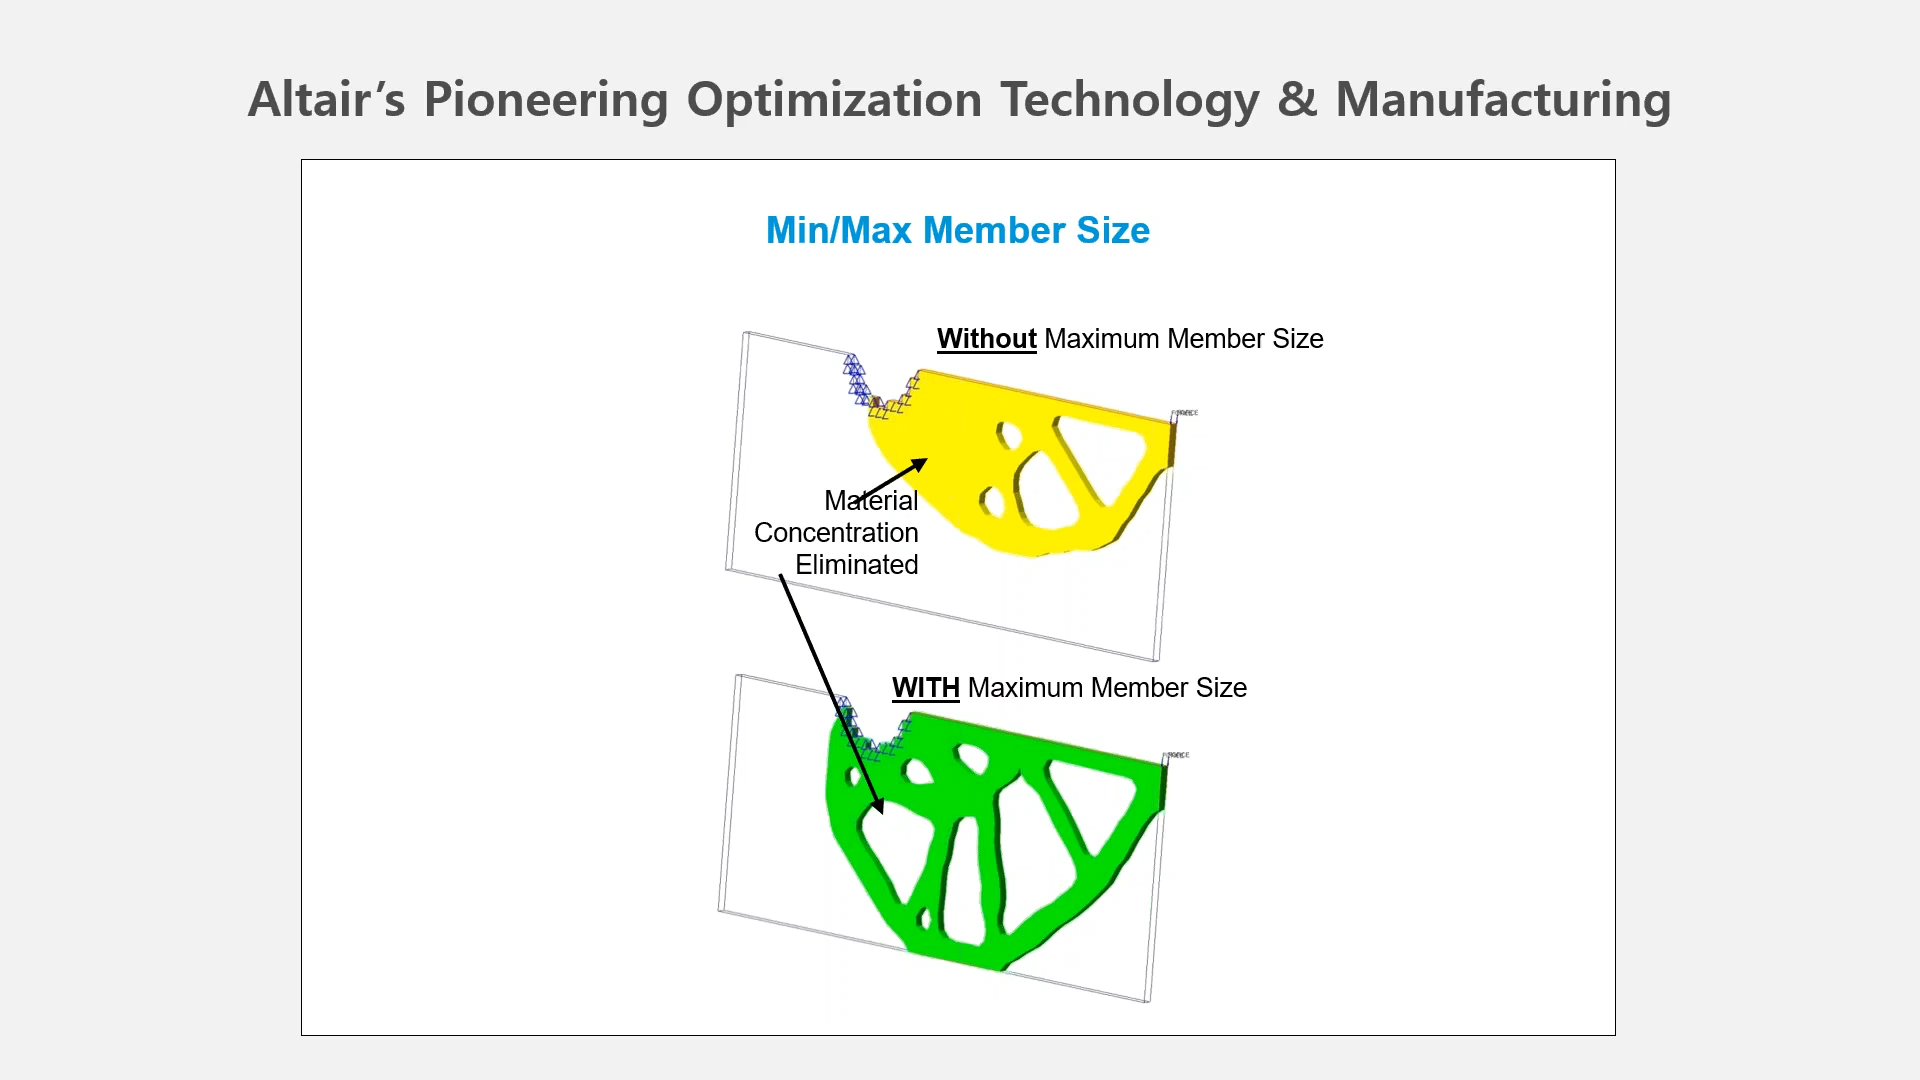 Altair’s Pioneering Optimization Technology & Manufacturing
Min/Max Member Size
Without Maximum Member Size
Material
Concentration
Eliminated
WITH Maximum Member Size